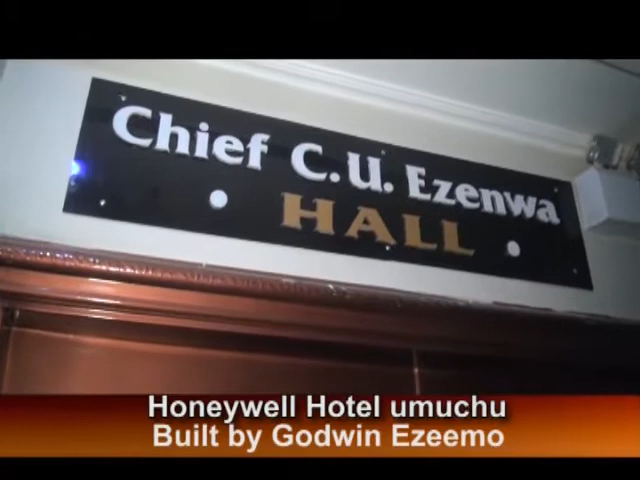 Chief C.U. Ezenwa
HALL
Honeywell Hotel umuchu
Built by Godwin Ezeemo